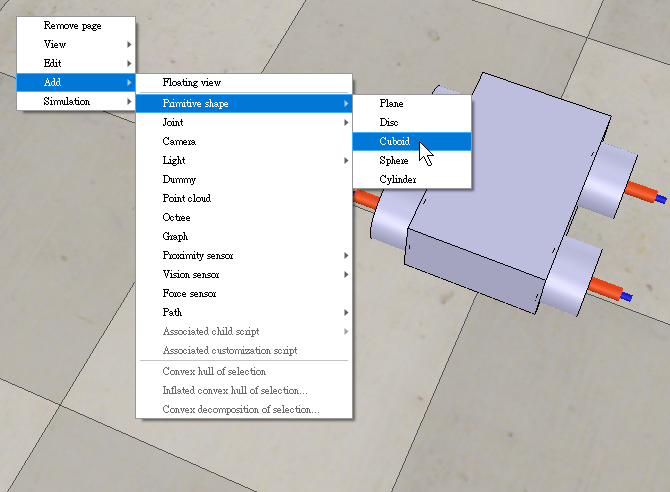 Remove page
View
Edit
Add
Simulation
Floating view
Primitive shape
Joint
Camera
Light
Dummy
Point cloud
Octree
Graph
Proximity sensor
Vision sensor
Force sensor
Path
Associated child script
Associated customization script
Convex hull of selection
Inflated convex hull of selection...
Convex decomposition of selection...
Plane
Disc
Cuboid
Sphere
Cylinder